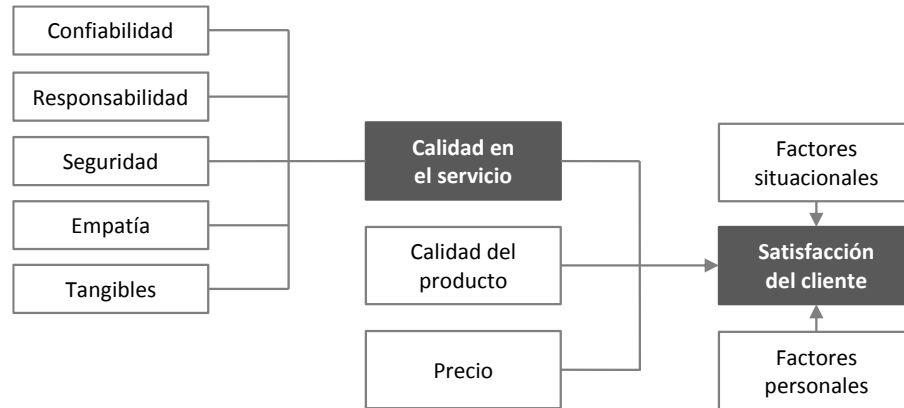 Confiabilidad
Responsabilidad
Seguridad
Empatía
Tangibles
Calidad en
el servicio
Calidad del
producto
Precio
Factores
situacionales
Satisfacción
del cliente
Factores
personales